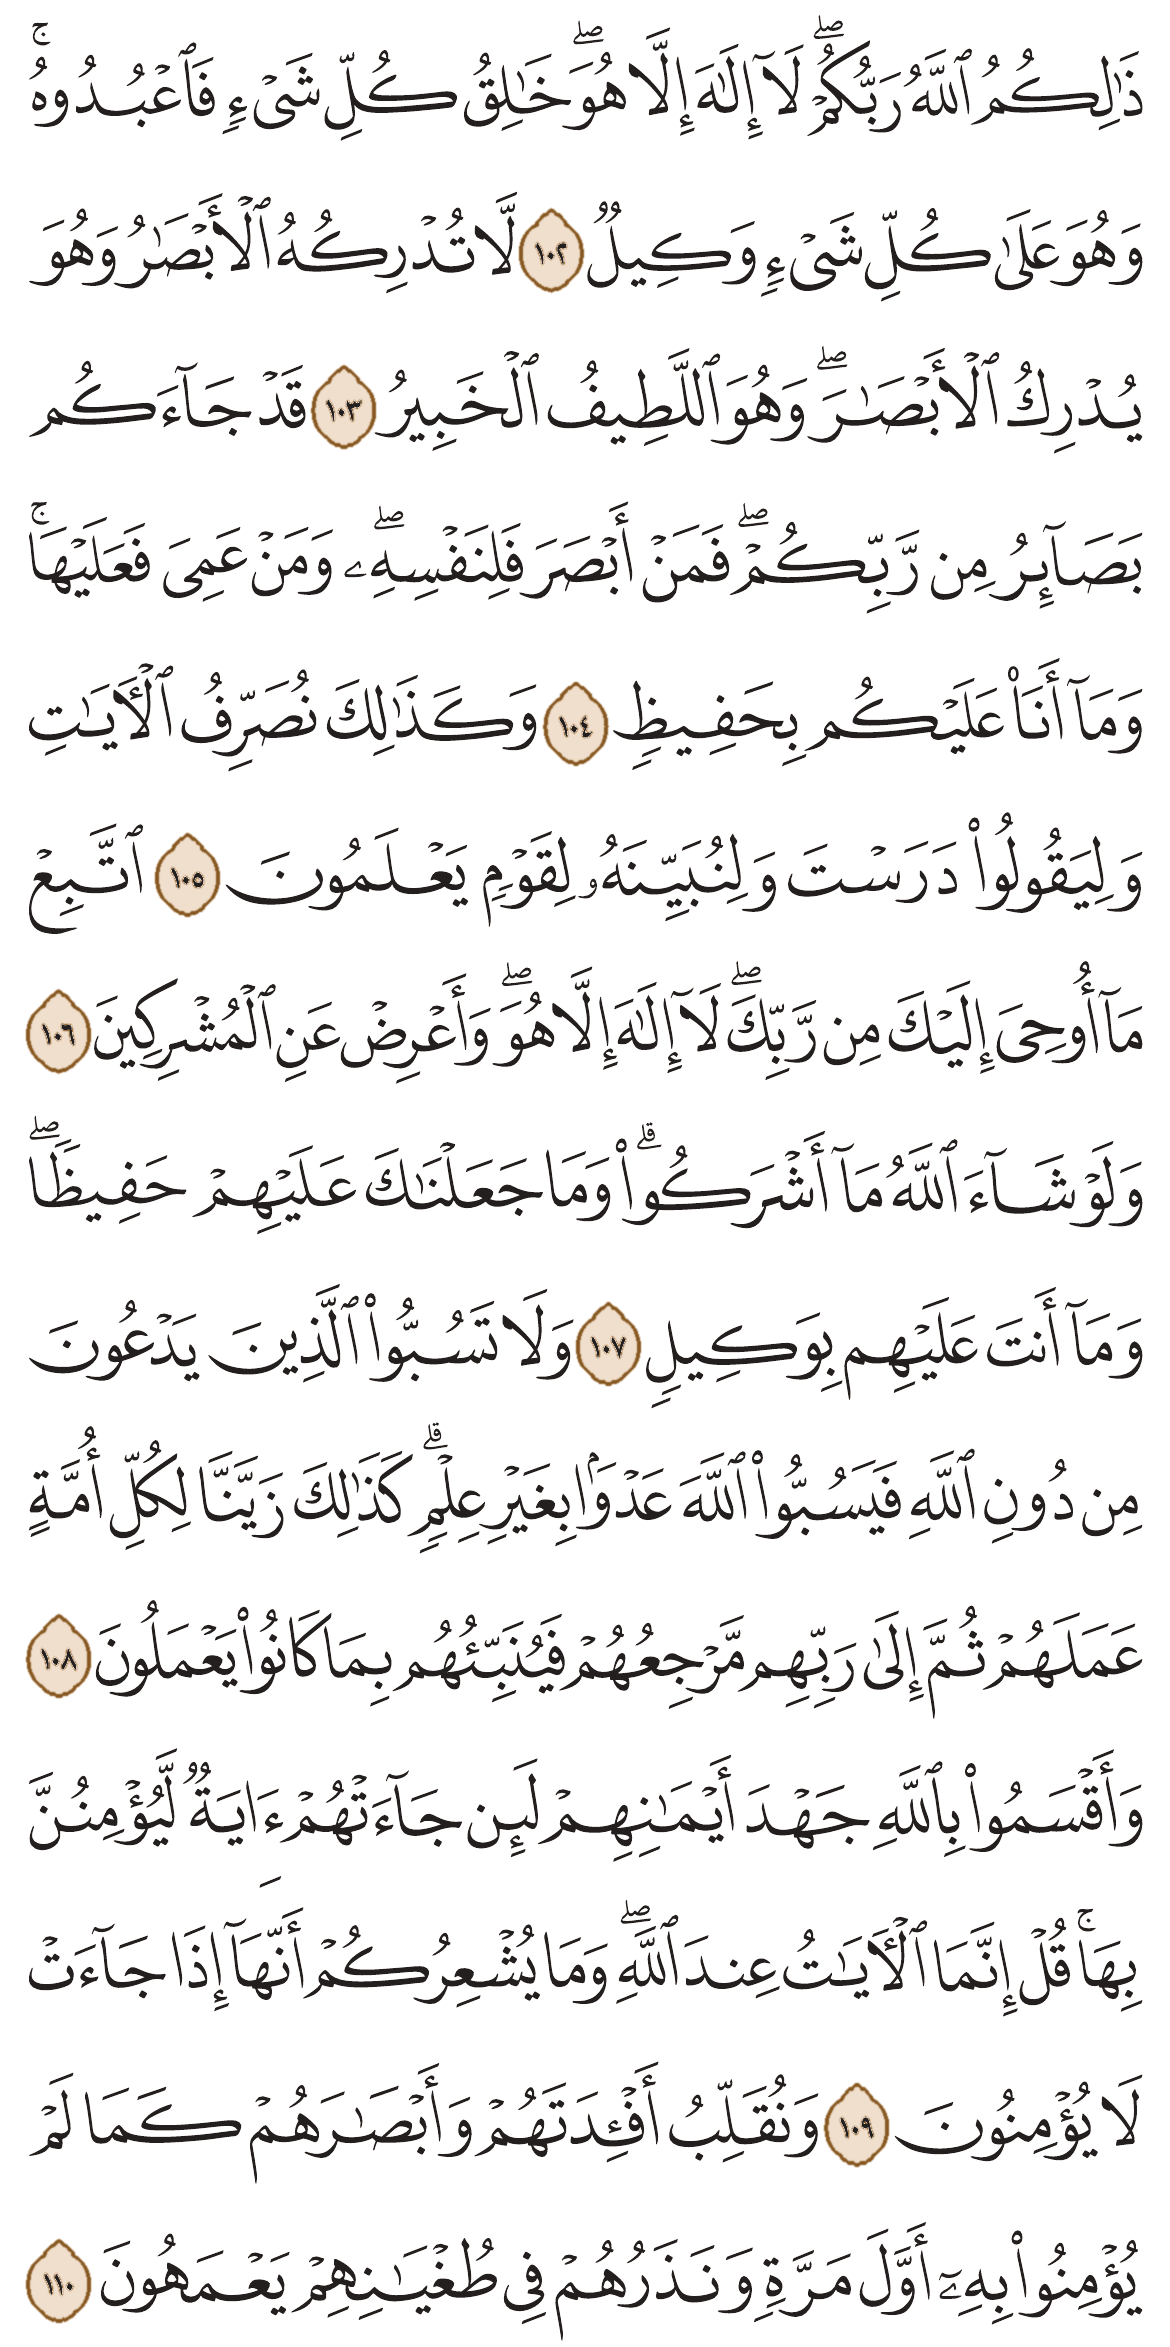 ذَٰلِكُمُ ٱللَّهُ رَبُّكُمۡۖ لَآ إِلَٰهَ إِلَّا هُوَۖ خَٰلِقُ كُلِّ شَيۡءٖ فَٱعۡبُدُوهُۚ
وَهُوَ عَلَىٰ كُلِّ شَيۡءٖ وَكِيلٞ ١٠٢ لَّا تُدۡرِكُهُ ٱلۡأَبۡصَٰرُ وَهُوَ
يُدۡرِكُ ٱلۡأَبۡصَٰرَۖ وَهُوَ ٱللَّطِيفُ ٱلۡخَبِيرُ ١٠٣ قَدۡ جَآءَكُم
بَصَآئِرُ مِن رَّبِّكُمۡۖ فَمَنۡ أَبۡصَرَ فَلِنَفۡسِهِۦۖ وَمَنۡ عَمِيَ فَعَلَيۡهَاۚ
وَمَآ أَنَا۠ عَلَيۡكُم بِحَفِيظٖ ١٠٤ وَكَذَٰلِكَ نُصَرِّفُ ٱلۡأٓيَٰتِ
وَلِيَقُولُواْ دَرَسۡتَ وَلِنُبَيِّنَهُۥ لِقَوۡمٖ يَعۡلَمُونَ ١٠٥ ٱتَّبِعۡ
مَآ أُوحِيَ إِلَيۡكَ مِن رَّبِّكَۖ لَآ إِلَٰهَ إِلَّا هُوَۖ وَأَعۡرِضۡ عَنِ ٱلۡمُشۡرِكِينَ ١٠٦
وَلَوۡ شَآءَ ٱللَّهُ مَآ أَشۡرَكُواْۗ وَمَا جَعَلۡنَٰكَ عَلَيۡهِمۡ حَفِيظٗاۖ
وَمَآ أَنتَ عَلَيۡهِم بِوَكِيلٖ ١٠٧ وَلَا تَسُبُّواْ ٱلَّذِينَ يَدۡعُونَ
مِن دُونِ ٱللَّهِ فَيَسُبُّواْ ٱللَّهَ عَدۡوَۢا بِغَيۡرِ عِلۡمٖۗ كَذَٰلِكَ زَيَّنَّا لِكُلِّ أُمَّةٍ
عَمَلَهُمۡ ثُمَّ إِلَىٰ رَبِّهِم مَّرۡجِعُهُمۡ فَيُنَبِّئُهُم بِمَا كَانُواْ يَعۡمَلُونَ ١٠٨
وَأَقۡسَمُواْ بِٱللَّهِ جَهۡدَ أَيۡمَٰنِهِمۡ لَئِن جَآءَتۡهُمۡ ءَايَةٞ لَّيُؤۡمِنُنَّ
بِهَاۚ قُلۡ إِنَّمَا ٱلۡأٓيَٰتُ عِندَ ٱللَّهِۖ وَمَا يُشۡعِرُكُمۡ أَنَّهَآ إِذَا جَآءَتۡ
لَا يُؤۡمِنُونَ ١٠٩ وَنُقَلِّبُ أَفۡـِٔدَتَهُمۡ وَأَبۡصَٰرَهُمۡ كَمَا لَمۡ
يُؤۡمِنُواْ بِهِۦٓ أَوَّلَ مَرَّةٖ وَنَذَرُهُمۡ فِي طُغۡيَٰنِهِمۡ يَعۡمَهُونَ ١١٠